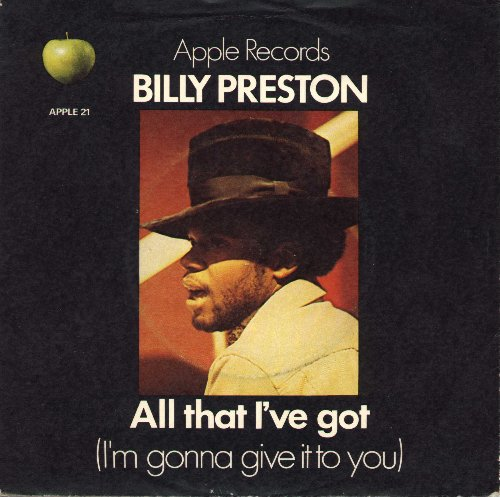 Apple Records
BILLY PRESTON
APPLE 21
All that I've got
(I'm gonna give it to you)